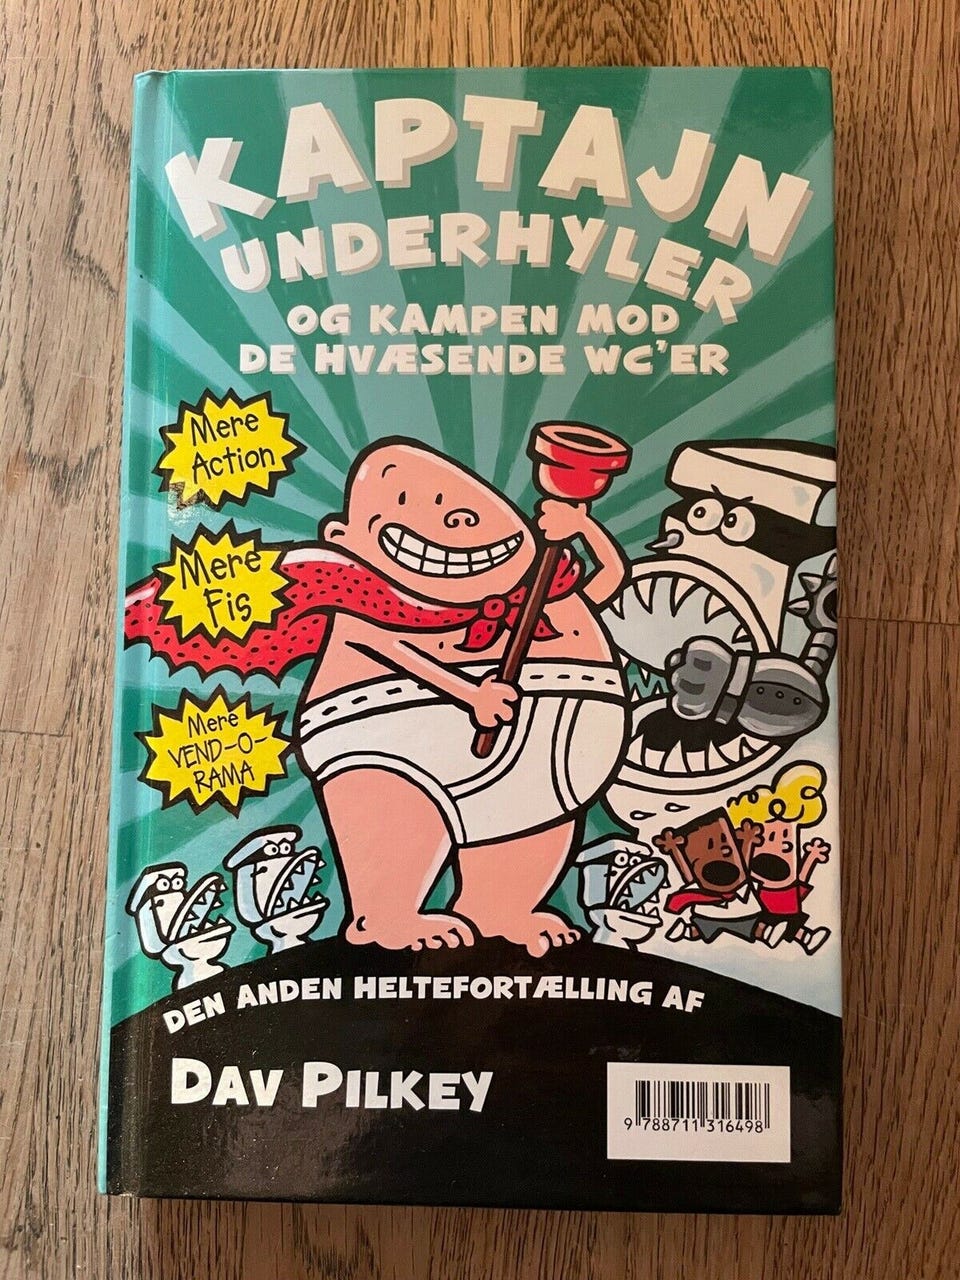 KAPTAJN
UNDERHYLER
OG KAMPEN MOD
DE HVÆSENDE WC'ER
Mere
Action
Mere
Fis
Mere
VEND-O-
RAMA
DEN ANDEN HELTEFORTÆLLING AF
DAV PILKEY
9 788711 316498